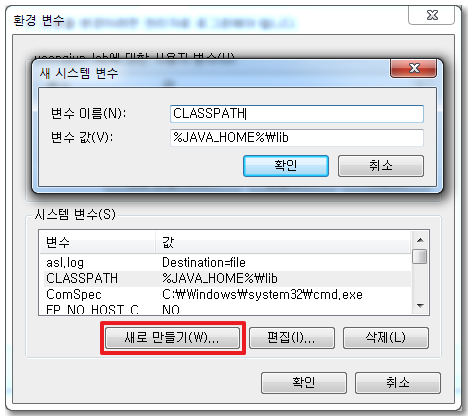 환경 변수
새 시스템 변수
변수 이름(N):
CLASSPATH
변수 값(V):
%JAVA_HOME%₩lib
확인
취소
시스템 변수(S)
변수 값
asl.log Destination=file
CLASSPATH %JAVA_HOME%₩lib
ComSpec C:₩Windows₩system32₩cmd.exe
FP_NO_HOST_C NO
새로 만들기(W)...
편집(I)...
삭제(L)
확인
취소